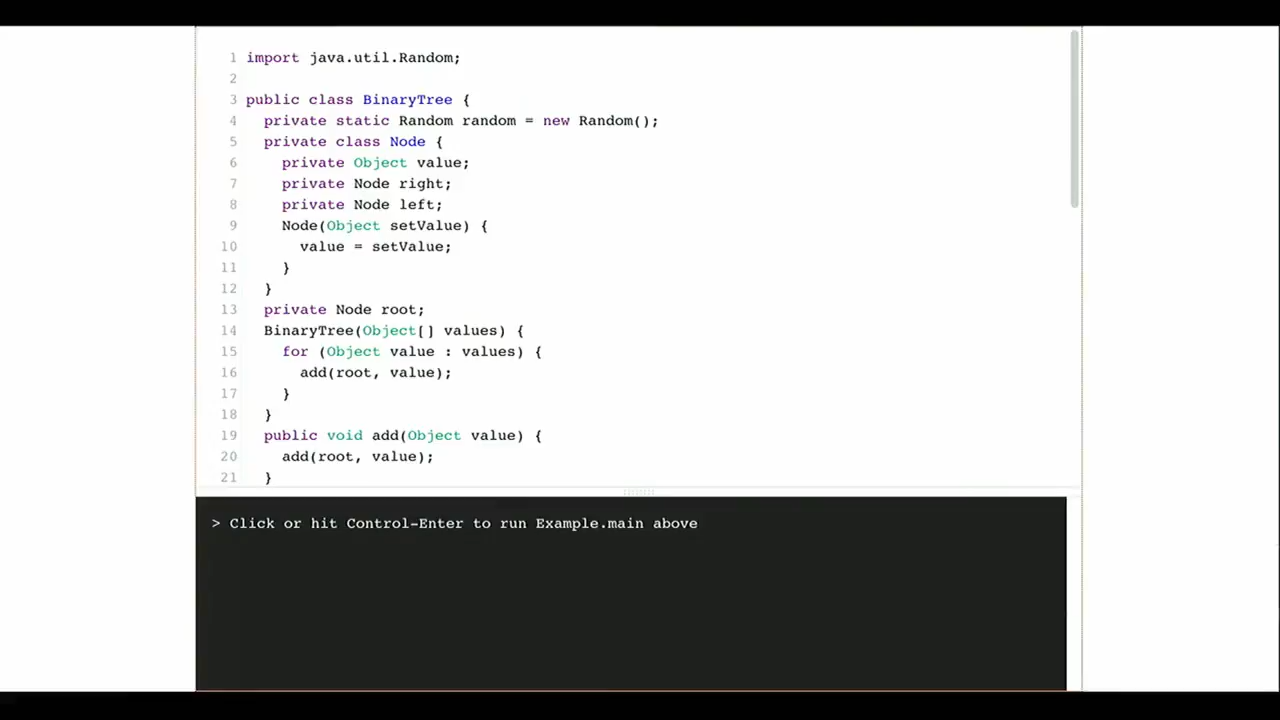 1 import java.util.Random;
2
3 public class BinaryTree {
4   private static Random random = new Random();
5   private class Node {
6     private Object value;
7     private Node right;
8     private Node left;
9     Node(Object setValue) {
10       value = setValue;
11     }
12   }
13   private Node root;
14   BinaryTree(Object[] values) {
15     for (Object value : values) {
16       add(root, value);
17     }
18   }
19   public void add(Object value) {
20     add(root, value);
21   }
> Click or hit Control-Enter to run Example.main above